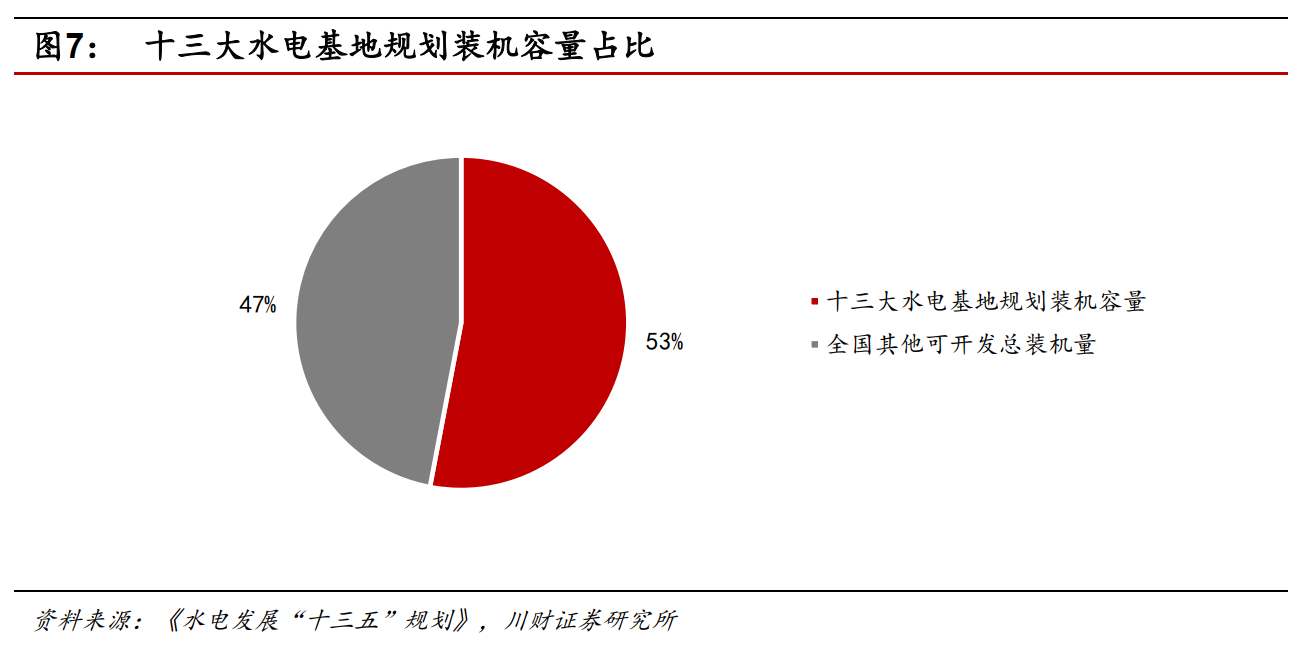 图7： 十三大水电基地规划装机容量占比
47%
53%
十三大水电基地规划装机容量
全国其他可开发总装机量
资料来源：《水电发展“十三五”规划》，川财证券研究所